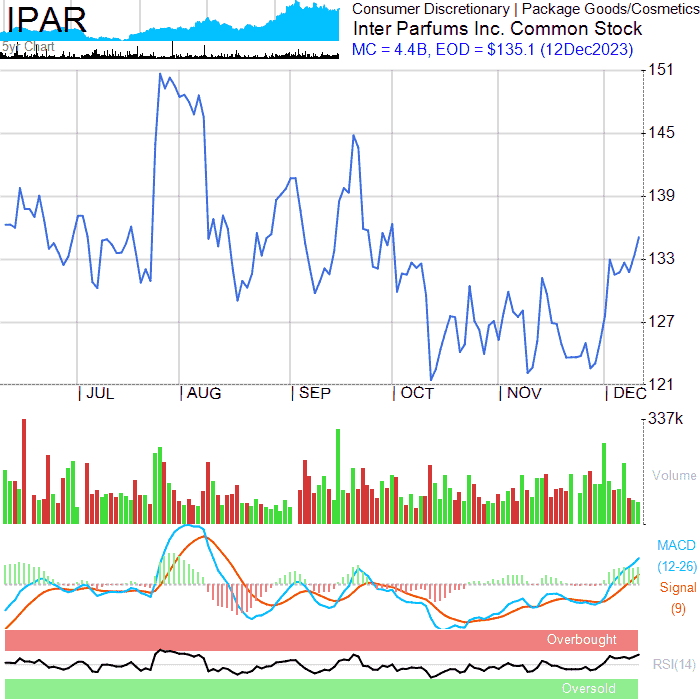 IPAR
5yr Chart
Consumer Discretionary | Package Goods/Cosmetics
Inter Parfums Inc. Common Stock
MC = 4.4B, EOD = $135.1 (12Dec2023)
151
145
139
133
127
121
| JUL | AUG | SEP | OCT | NOV | DEC
337k
Volume
MACD
(12-26)
Signal
(9)
Overbought
RSI(14)
Oversold